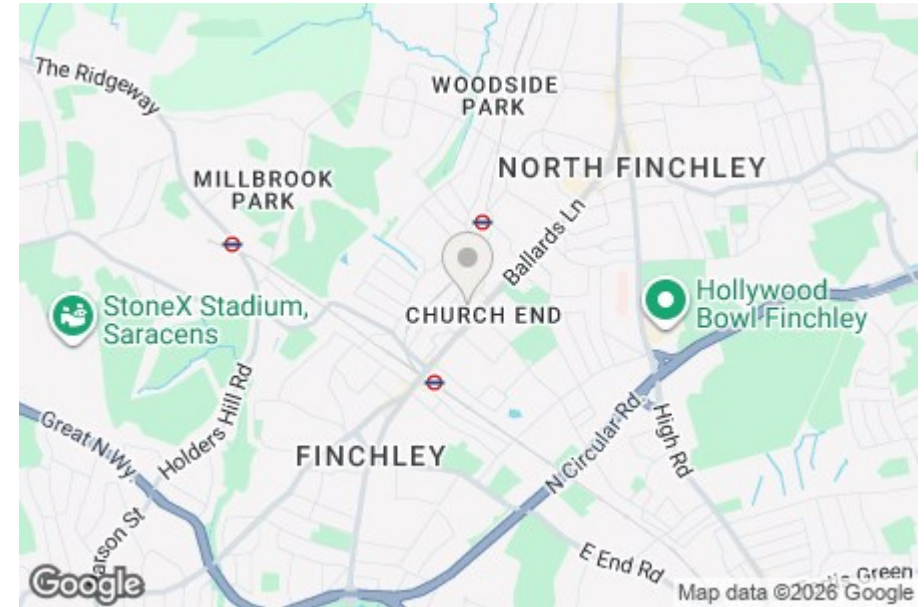 The Ridgeway
WOODSIDE
PARK
NORTH FINCHLEY
MILLBROOK
PARK
Ballards Ln
StoneX Stadium,
Saracens
CHURCH END
Hollywood
Bowl Finchley
Holders Hill Rd
Great N Wy.
FINCHLEY
N Circular Rd.
High Rd
E End Rd
Green
Google
Map data ©2026 Google